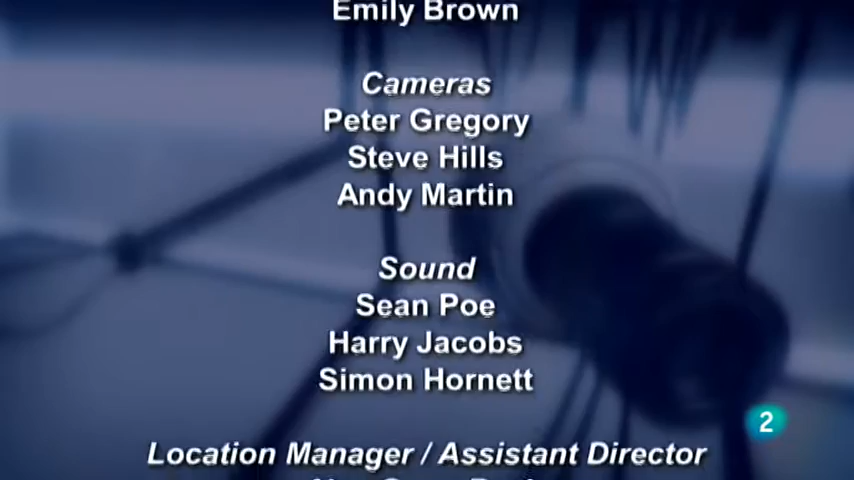 Emily Brown
Cameras
Peter Gregory
Steve Hills
Andy Martin
Sound
Sean Poe
Harry Jacobs
Simon Hornett
2
Location Manager / Assistant Director